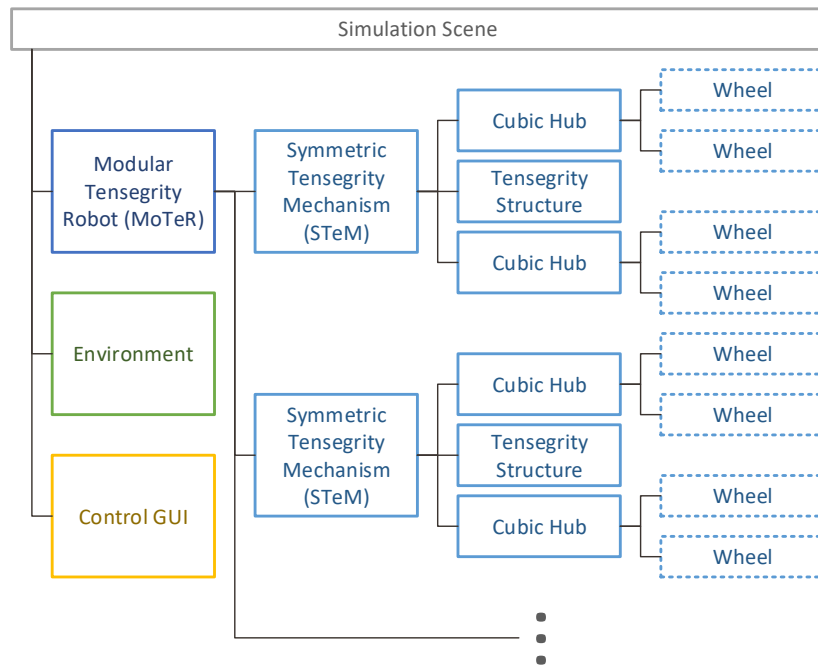 Simulation Scene
Modular
Tensegrity
Robot (MoTeR)
Environment
Control GUI
Symmetric
Tensegrity
Mechanism
(STeM)
Cubic Hub
Wheel
Wheel
Tensegrity
Structure
Cubic Hub
Wheel
Wheel
Symmetric
Tensegrity
Mechanism
(STeM)
Cubic Hub
Wheel
Wheel
Tensegrity
Structure
Cubic Hub
Wheel
Wheel